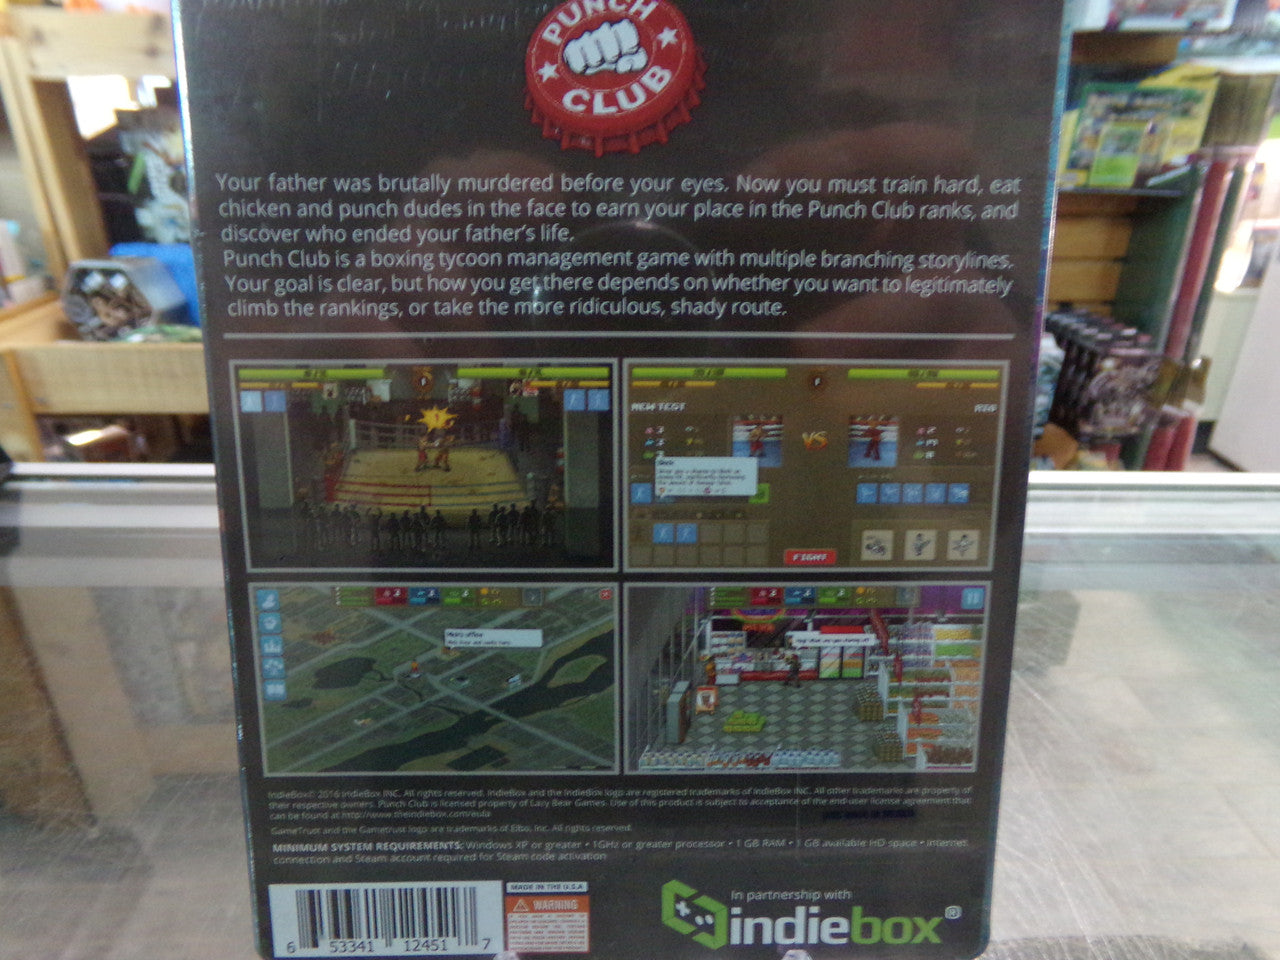 PUNCH
CLUB
Your father was brutally murdered before your eyes. Now you must train hard, eat
chicken and punch dudes in the face to earn your place in the Punch Club ranks, and
discover who ended your father's life.
Punch Club is a boxing tycoon management game with multiple branching storylines.
Your goal is clear, but how you get there depends on whether you want to legitimately
climb the rankings, or take the more ridiculous, shady route.
NEW TEST
VS
FIGHT
IndieBox© 2016 IndieBox INC. All rights reserved. IndieBox and the IndieBox logo are registered trademarks of IndieBox INC. All other trademarks are property of
their respective owners. Punch Club is licensed property of Lazy Bear Games. Use of this product is subject to acceptance of the end-user license agreement that
can be found at http://www.theindiebox.com/eula
GameTrust and the Gametrust logo are trademarks of Elbo, Inc. All rights reserved.
MINIMUM SYSTEM REQUIREMENTS: Windows XP or greater • 1GHz or greater processor • 1 GB RAM • 1 GB available HD space • internet
connection and Steam account required for Steam code activation
MADE IN THE U.S.A
WARNING
In partnership with
indiebox®
6 53341 12451 7